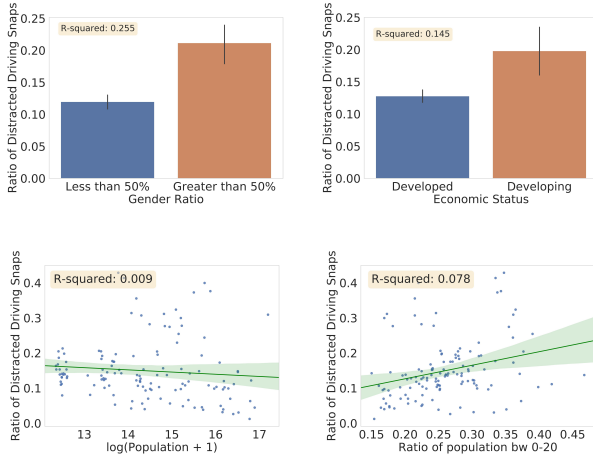 Ratio of Distracted Driving Snaps
0.25
0.20
0.15
0.10
0.05
0.00
R-squared: 0.255
Less than 50%
Greater than 50%
Gender Ratio
Ratio of Distracted Driving Snaps
0.25
0.20
0.15
0.10
0.05
0.00
R-squared: 0.145
Developed
Developing
Economic Status
Ratio of Distracted Driving Snaps
0.4
0.3
0.2
0.1
0.0
R-squared: 0.009
13 14 15 16 17
log(Population + 1)
Ratio of Distracted Driving Snaps
0.4
0.3
0.2
0.1
0.0
R-squared: 0.078
0.15 0.20 0.25 0.30 0.35 0.40 0.45
Ratio of population bw 0-20